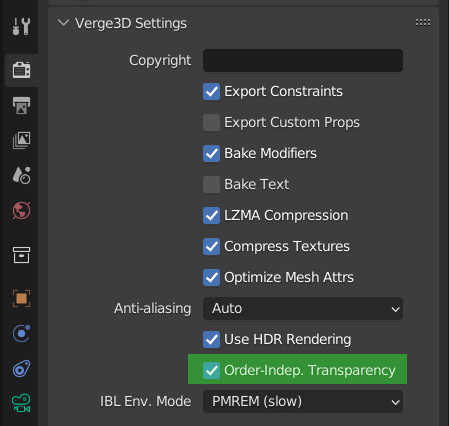 Verge3D Settings
Copyright
Export Constraints
Export Custom Props
Bake Modifiers
Bake Text
LZMA Compression
Compress Textures
Optimize Mesh Attrs
Anti-aliasing Auto
Use HDR Rendering
Order-Indep. Transparency
IBL Env. Mode PMREM (slow)